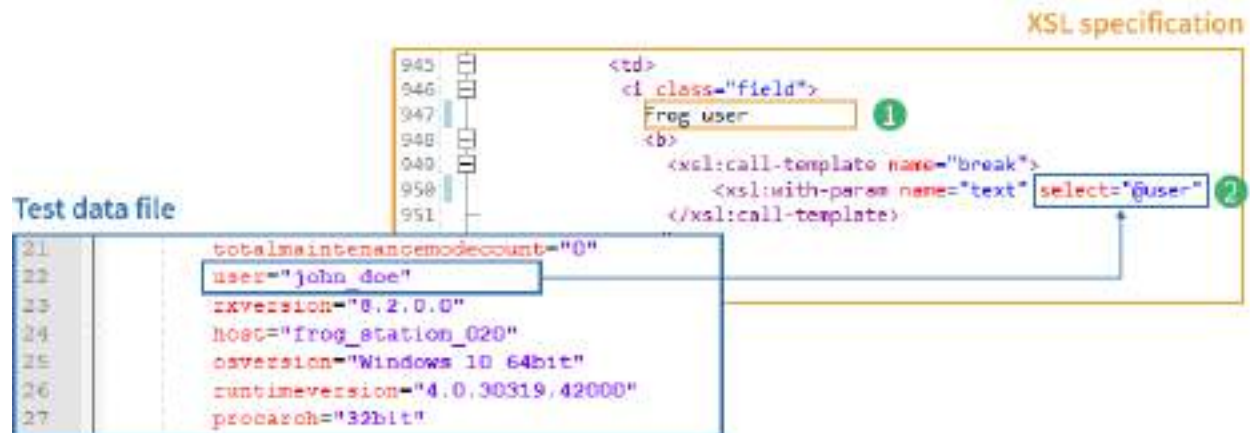 XSL specification
945 <td>
946 <i class="field">
947 Frog user
1
948 <b>
949 <xsl:call-template name="break">
950 <xsl:with-param name="text" select="@user"
2
951 </xsl:call-template>
Test data file
21 totalmaintenancemodecount="0"
22 user="john_doe"
23 rxversion="8.2.0.0"
24 host="frog_station_020"
25 osversion="Windows 10 64bit"
26 runtimeversion="4.0.30319.42000"
27 procarch="32bit"